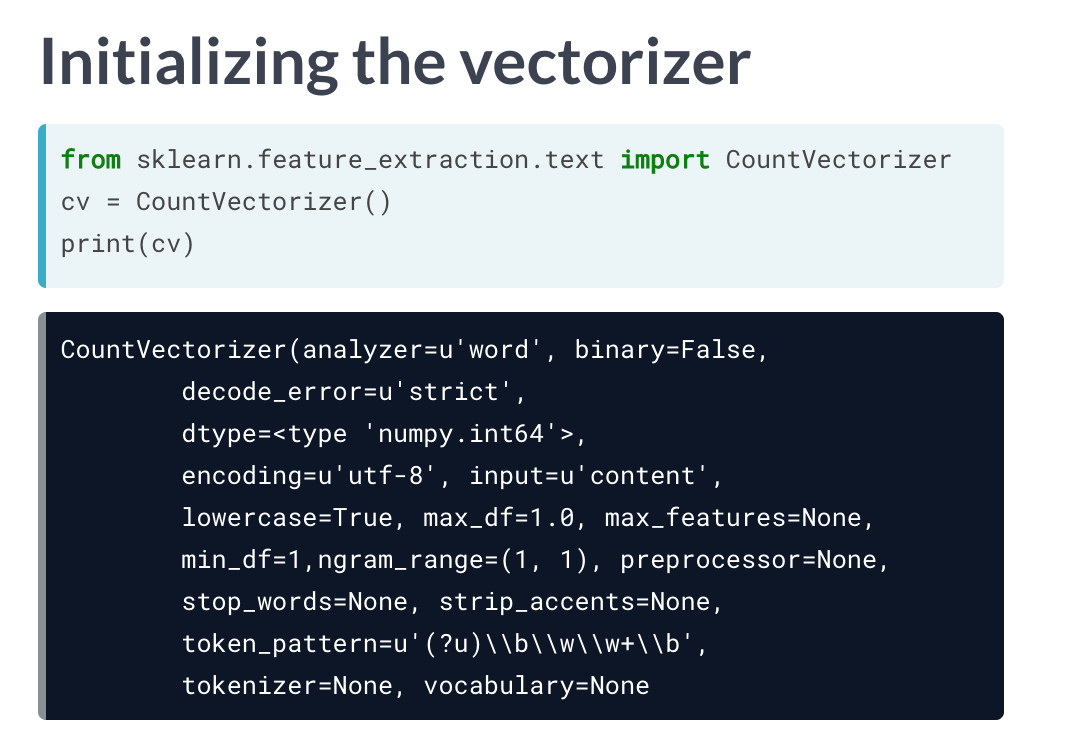 Initializing the vectorizer
from sklearn.feature_extraction.text import CountVectorizer
cv = CountVectorizer()
print(cv)
CountVectorizer(analyzer=u'word', binary=False,
        decode_error=u'strict',
        dtype=<type 'numpy.int64'>,
        encoding=u'utf-8', input=u'content',
        lowercase=True, max_df=1.0, max_features=None,
        min_df=1,ngram_range=(1, 1), preprocessor=None,
        stop_words=None, strip_accents=None,
        token_pattern=u'(?u)\\b\\w\\w+\\b',
        tokenizer=None, vocabulary=None